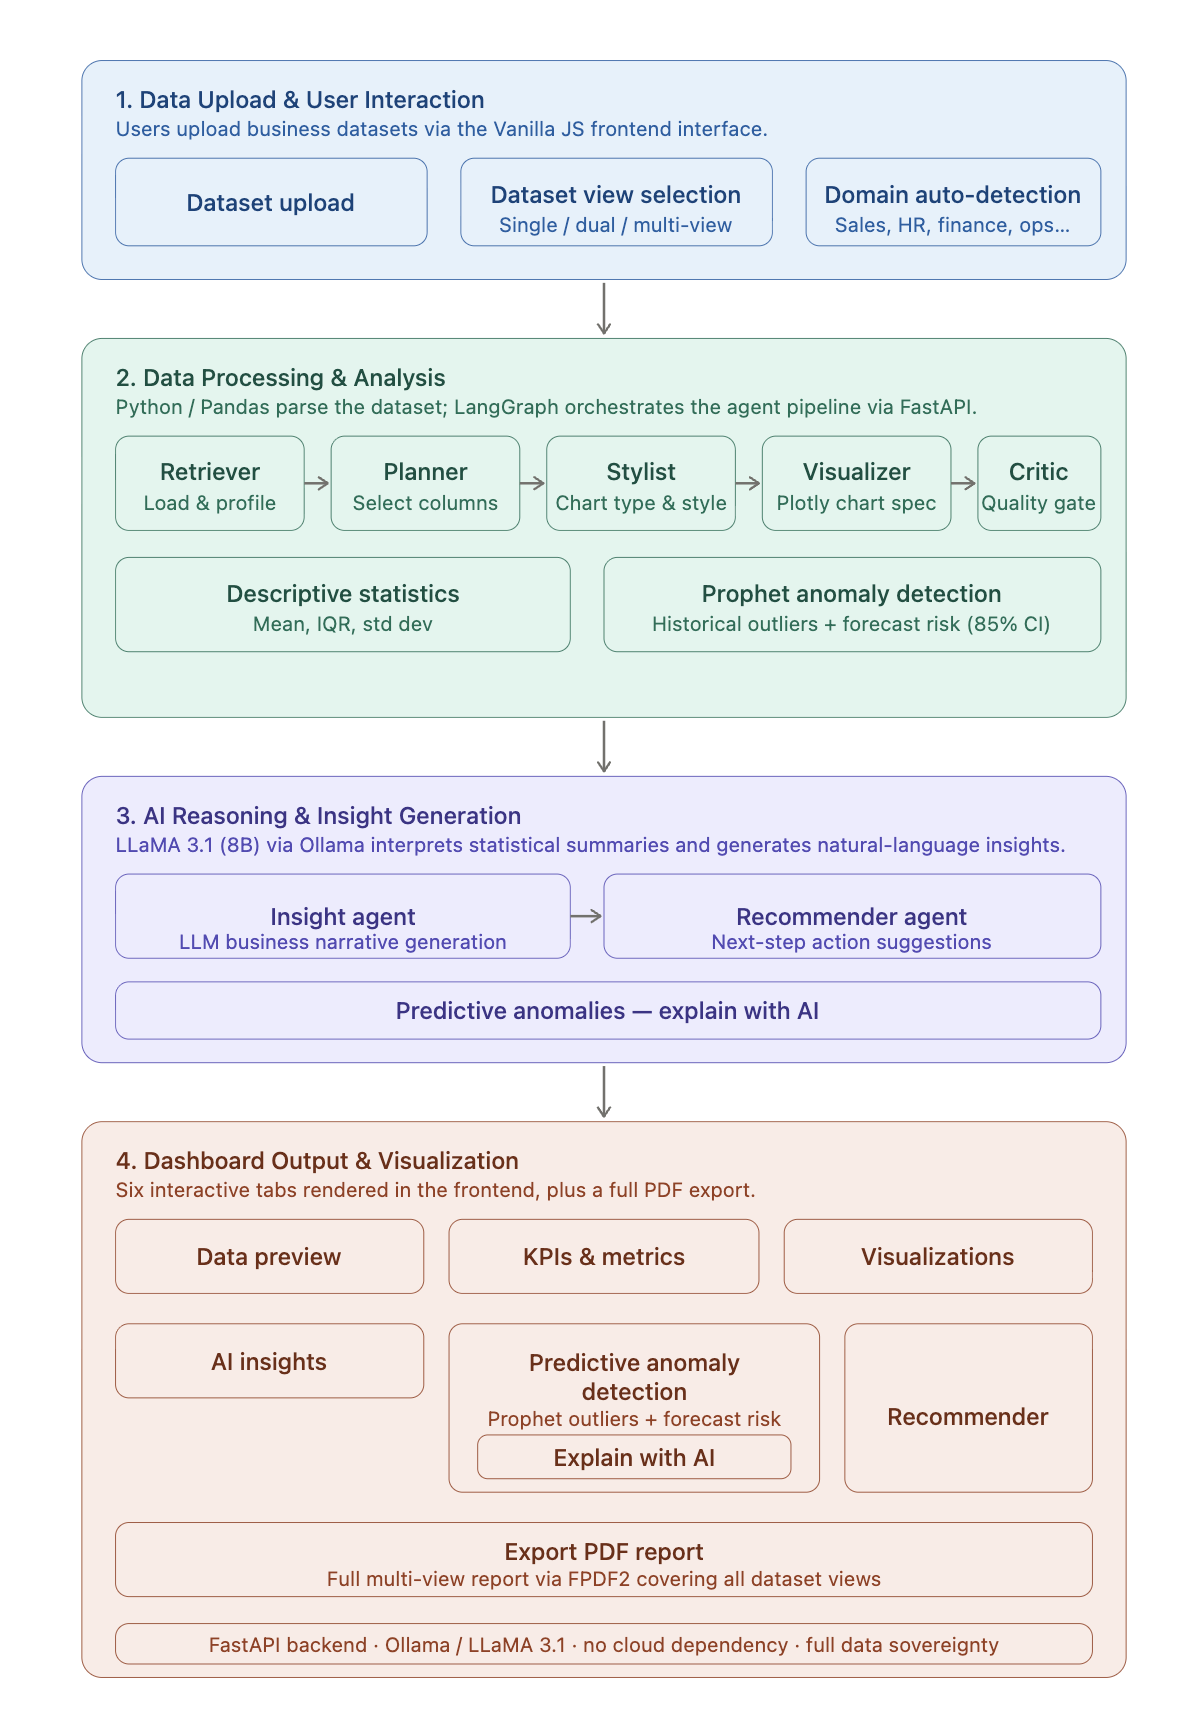 1. Data Upload & User Interaction
Users upload business datasets via the Vanilla JS frontend interface.
Dataset upload
Dataset view selection
Single / dual / multi-view
Domain auto-detection
Sales, HR, finance, ops...
2. Data Processing & Analysis
Python / Pandas parse the dataset; LangGraph orchestrates the agent pipeline via FastAPI.
Retriever
Load & profile
Planner
Select columns
Stylist
Chart type & style
Visualizer
Plotly chart spec
Critic
Quality gate
Descriptive statistics
Mean, IQR, std dev
Prophet anomaly detection
Historical outliers + forecast risk (85% CI)
3. AI Reasoning & Insight Generation
LLaMA 3.1 (8B) via Ollama interprets statistical summaries and generates natural-language insights.
Insight agent
LLM business narrative generation
Recommender agent
Next-step action suggestions
Predictive anomalies — explain with AI
4. Dashboard Output & Visualization
Six interactive tabs rendered in the frontend, plus a full PDF export.
Data preview
KPIs & metrics
Visualizations
AI insights
Predictive anomaly
detection
Prophet outliers + forecast risk
Explain with AI
Recommender
Export PDF report
Full multi-view report via FPDF2 covering all dataset views
FastAPI backend · Ollama / LLaMA 3.1 · no cloud dependency · full data sovereignty